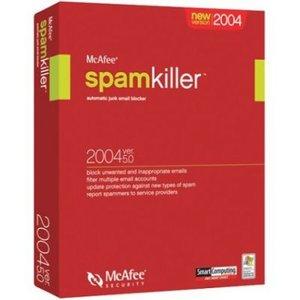 new version 2004
McAfee®
spamkiller™
automatic junk email blocker
2004 ver. 5.0
block unwanted and inappropriate emails
filter multiple email accounts
update protection against new types of spam
report spammers to service providers
2004 ver. 5.0
McAfee®
SECURITY
SmartComputing